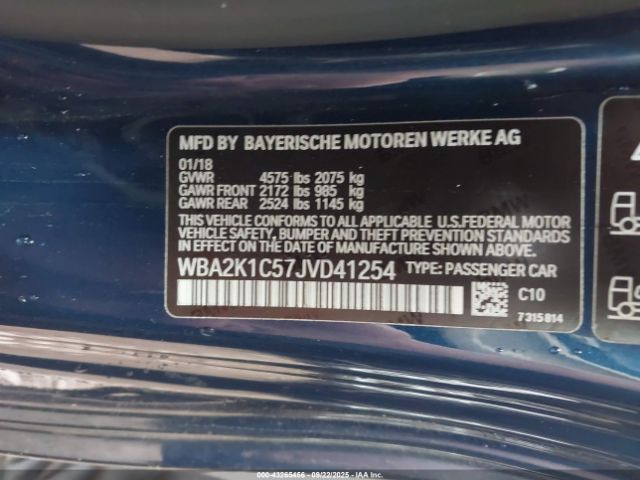 MFD BY BAYERISCHE MOTOREN WERKE AG
01/18
GVWR 4575 lbs 2075 kg
GAWR FRONT 2172 lbs 985 kg
GAWR REAR 2524 lbs 1145 kg
THIS VEHICLE CONFORMS TO ALL APPLICABLE U.S.FEDERAL MOTOR
VEHICLE SAFETY, BUMPER AND THEFT PREVENTION STANDARDS
IN EFFECT ON THE DATE OF MANUFACTURE SHOWN ABOVE.
WBA2K1C57JVD41254 TYPE: PASSENGER CAR
C10
7315814
© IAAI - 43265456 - 09/22/2025 - IAAI.COM